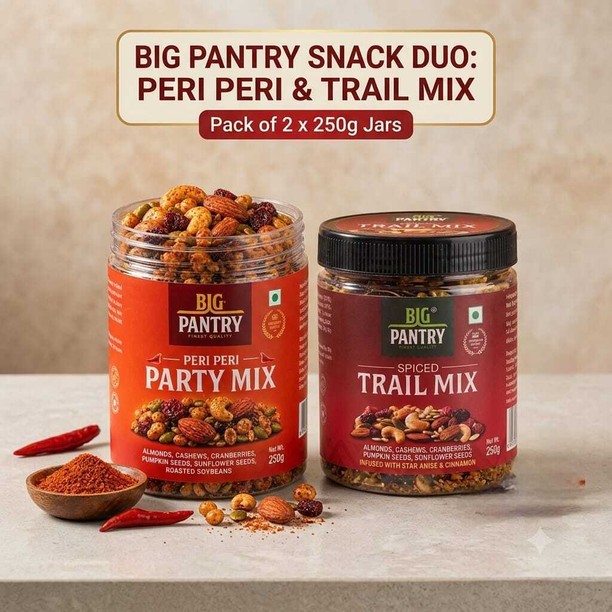 BIG PANTRY SNACK DUO:
PERI PERI & TRAIL MIX
Pack of 2 x 250g Jars
BIG
PANTRY
FINEST QUALITY
PERI PERI
PARTY MIX
ALMONDS, CASHEWS, CRANBERRIES,
PUMPKIN SEEDS, SUNFLOWER SEEDS,
ROASTED SOYBEANS
Net Wt.
250g
PANTRY
TRAIL MIX
BIG®
PANTRY
FINEST QUALITY
SPICED
TRAIL MIX
ALMONDS, CASHEWS, CRANBERRIES,
PUMPKIN SEEDS, SUNFLOWER SEEDS
INFUSED WITH STAR ANISE & CINNAMON
Net Wt.
250g